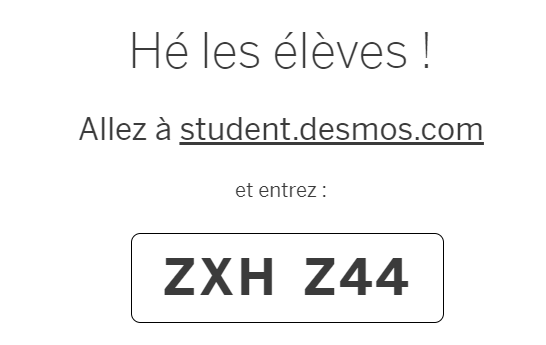 Hé les élèves !
Allez à student.desmos.com
et entrez :
ZXH Z44